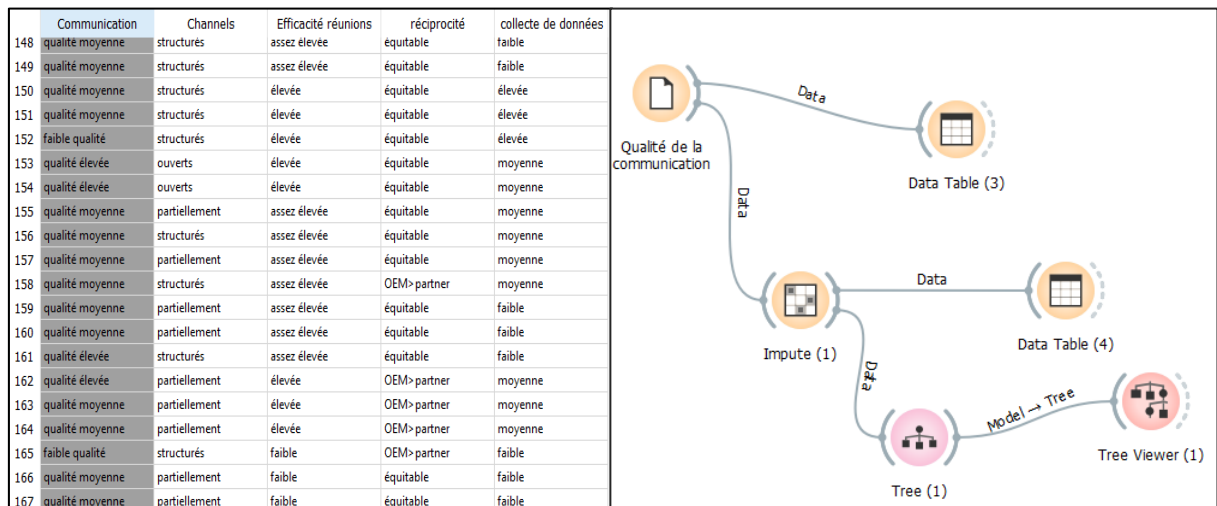 Communication Channels Efficacité réunions réciprocité collecte de données
148 qualité moyenne structurés assez élevée équitable faible
149 qualité moyenne structurés assez élevée équitable faible
150 qualité moyenne structurés élevée équitable élevée
151 qualité moyenne structurés élevée équitable élevée
152 faible qualité structurés élevée équitable élevée
153 qualité élevée ouverts élevée équitable moyenne
154 qualité élevée ouverts élevée équitable moyenne
155 qualité moyenne partiellement assez élevée équitable moyenne
156 qualité moyenne structurés assez élevée équitable moyenne
157 qualité moyenne partiellement assez élevée équitable moyenne
158 qualité moyenne structurés assez élevée OEM>partner moyenne
159 qualité moyenne partiellement assez élevée équitable faible
160 qualité moyenne partiellement assez élevée équitable faible
161 qualité élevée structurés assez élevée équitable faible
162 qualité élevée partiellement élevée OEM>partner moyenne
163 qualité moyenne partiellement élevée OEM>partner moyenne
164 qualité moyenne partiellement élevée OEM>partner moyenne
165 faible qualité structurés faible OEM>partner faible
166 qualité moyenne partiellement faible équitable faible
167 qualité moyenne partiellement faible équitable faible
Data
Qualité de la
communication
Data Table (3)
Data
Data
Impute (1)
Data Table (4)
Data
Model → Tree
Tree (1)
Tree Viewer (1)